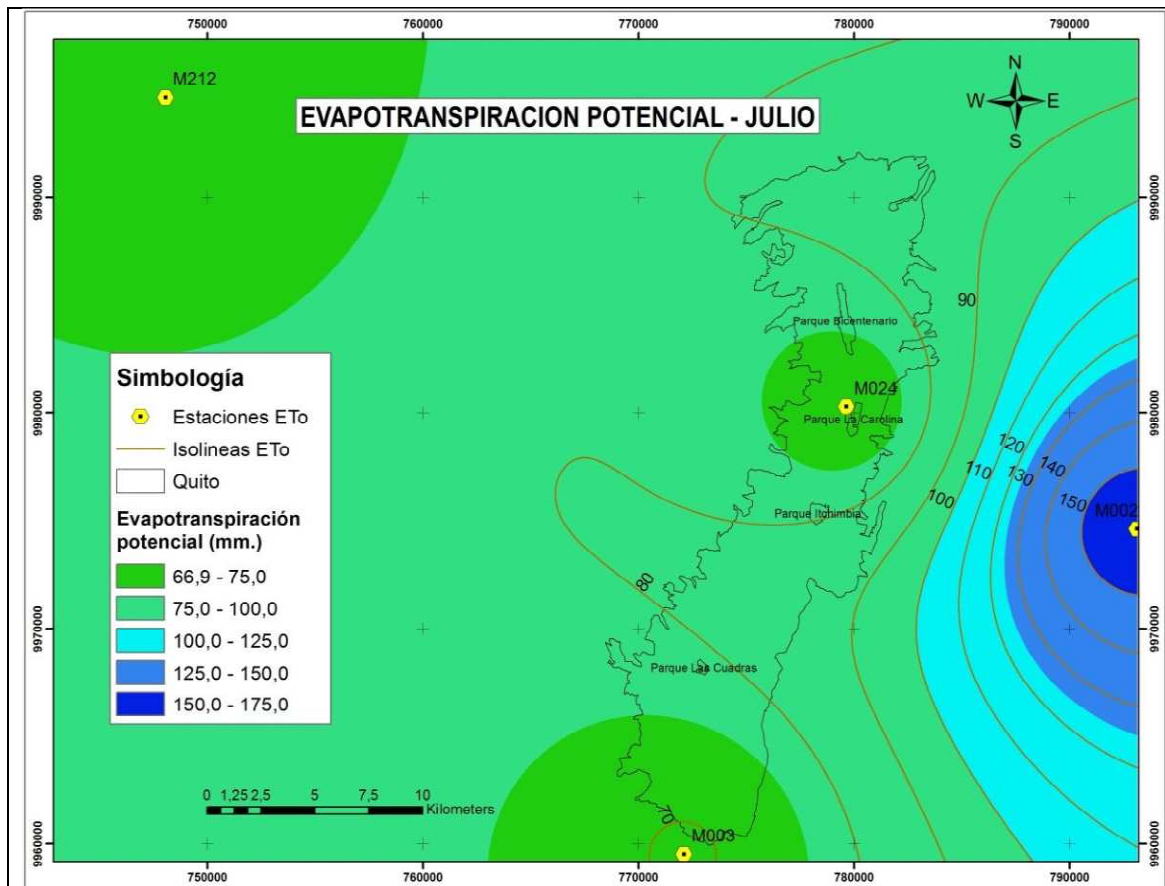 750000 760000 770000 780000 790000
M212
N
W E
S
EVAPOTRANSPIRACION POTENCIAL - JULIO
9990000 9990000
90
Parque Bicentenario
M024
Parque La Carolina
9980000 9980000
120
110
130
140
150
100
M002
Parque Itchimbia
80
9970000 9970000
Parque Las Cuadras
70
M003
9960000 9960000
Simbología
Estaciones ETo
Isolineas ETo
Quito
Evapotranspiración
potencial (mm.)
66,9 - 75,0
75,0 - 100,0
100,0 - 125,0
125,0 - 150,0
150,0 - 175,0
0 1,25 2,5 5 7,5 10
Kilometers
750000 760000 770000 780000 790000